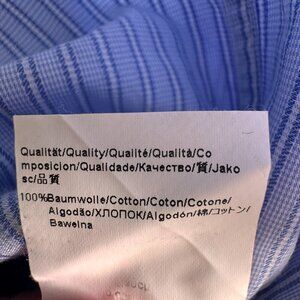 Qualität/Quality/Qualité/Qualità/Co
mposicion/Qualidade/Качество/質/Jako
sc/品質
100%Baumwolle/Cotton/Coton/Cotone/
Algodão/ХЛОПОК/Algodón/綿/コットン/
Bawełna